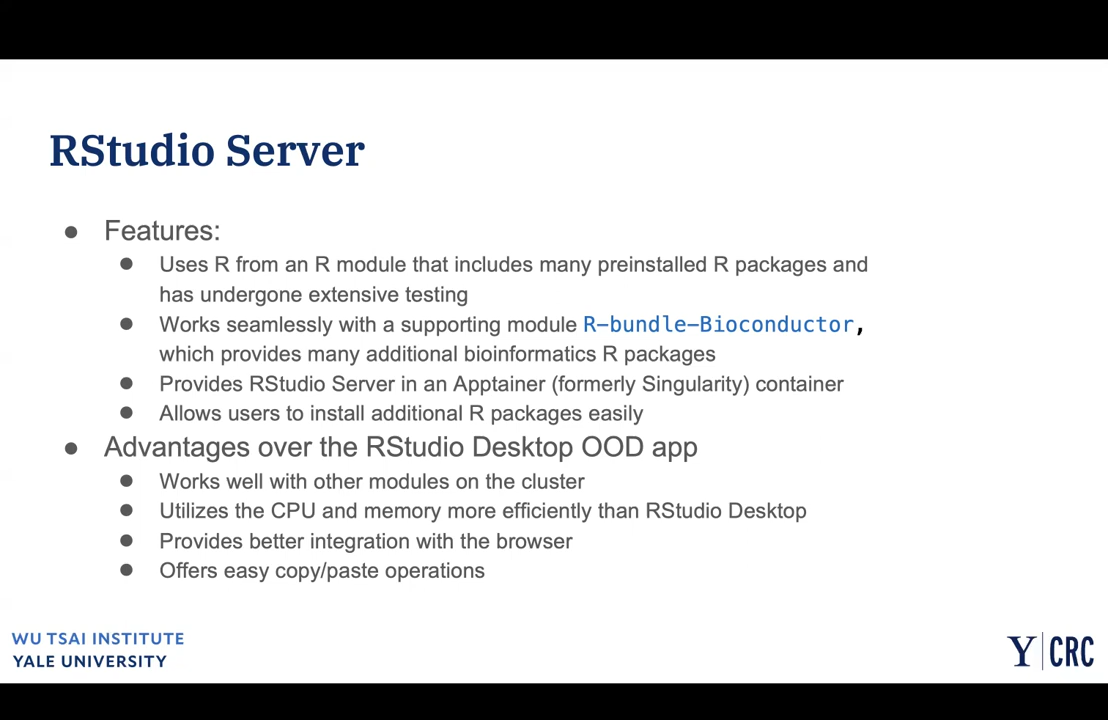 RStudio Server
● Features:
● Uses R from an R module that includes many preinstalled R packages and
has undergone extensive testing
● Works seamlessly with a supporting module R-bundle-Bioconductor,
which provides many additional bioinformatics R packages
● Provides RStudio Server in an Apptainer (formerly Singularity) container
● Allows users to install additional R packages easily
● Advantages over the RStudio Desktop OOD app
● Works well with other modules on the cluster
● Utilizes the CPU and memory more efficiently than RStudio Desktop
● Provides better integration with the browser
● Offers easy copy/paste operations
WU TSAI INSTITUTE
YALE UNIVERSITY
Y CRC